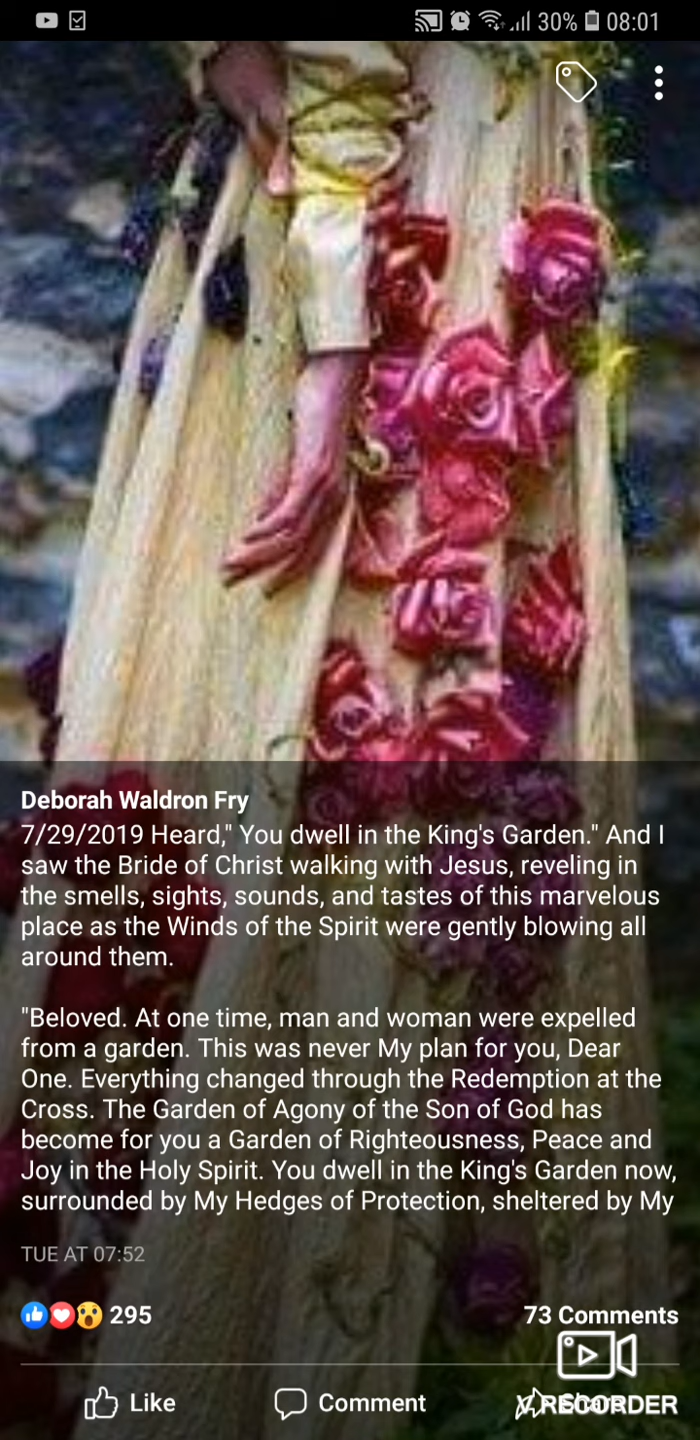 30% 08:01
Deborah Waldron Fry
7/29/2019 Heard," You dwell in the King's Garden." And I
saw the Bride of Christ walking with Jesus, reveling in
the smells, sights, sounds, and tastes of this marvelous
place as the Winds of the Spirit were gently blowing all
around them.
"Beloved. At one time, man and woman were expelled
from a garden. This was never My plan for you, Dear
One. Everything changed through the Redemption at the
Cross. The Garden of Agony of the Son of God has
become for you a Garden of Righteousness, Peace and
Joy in the Holy Spirit. You dwell in the King's Garden now,
surrounded by My Hedges of Protection, sheltered by My
TUE AT 07:52
295 73 Comments
Like Comment Share
V RECORDER